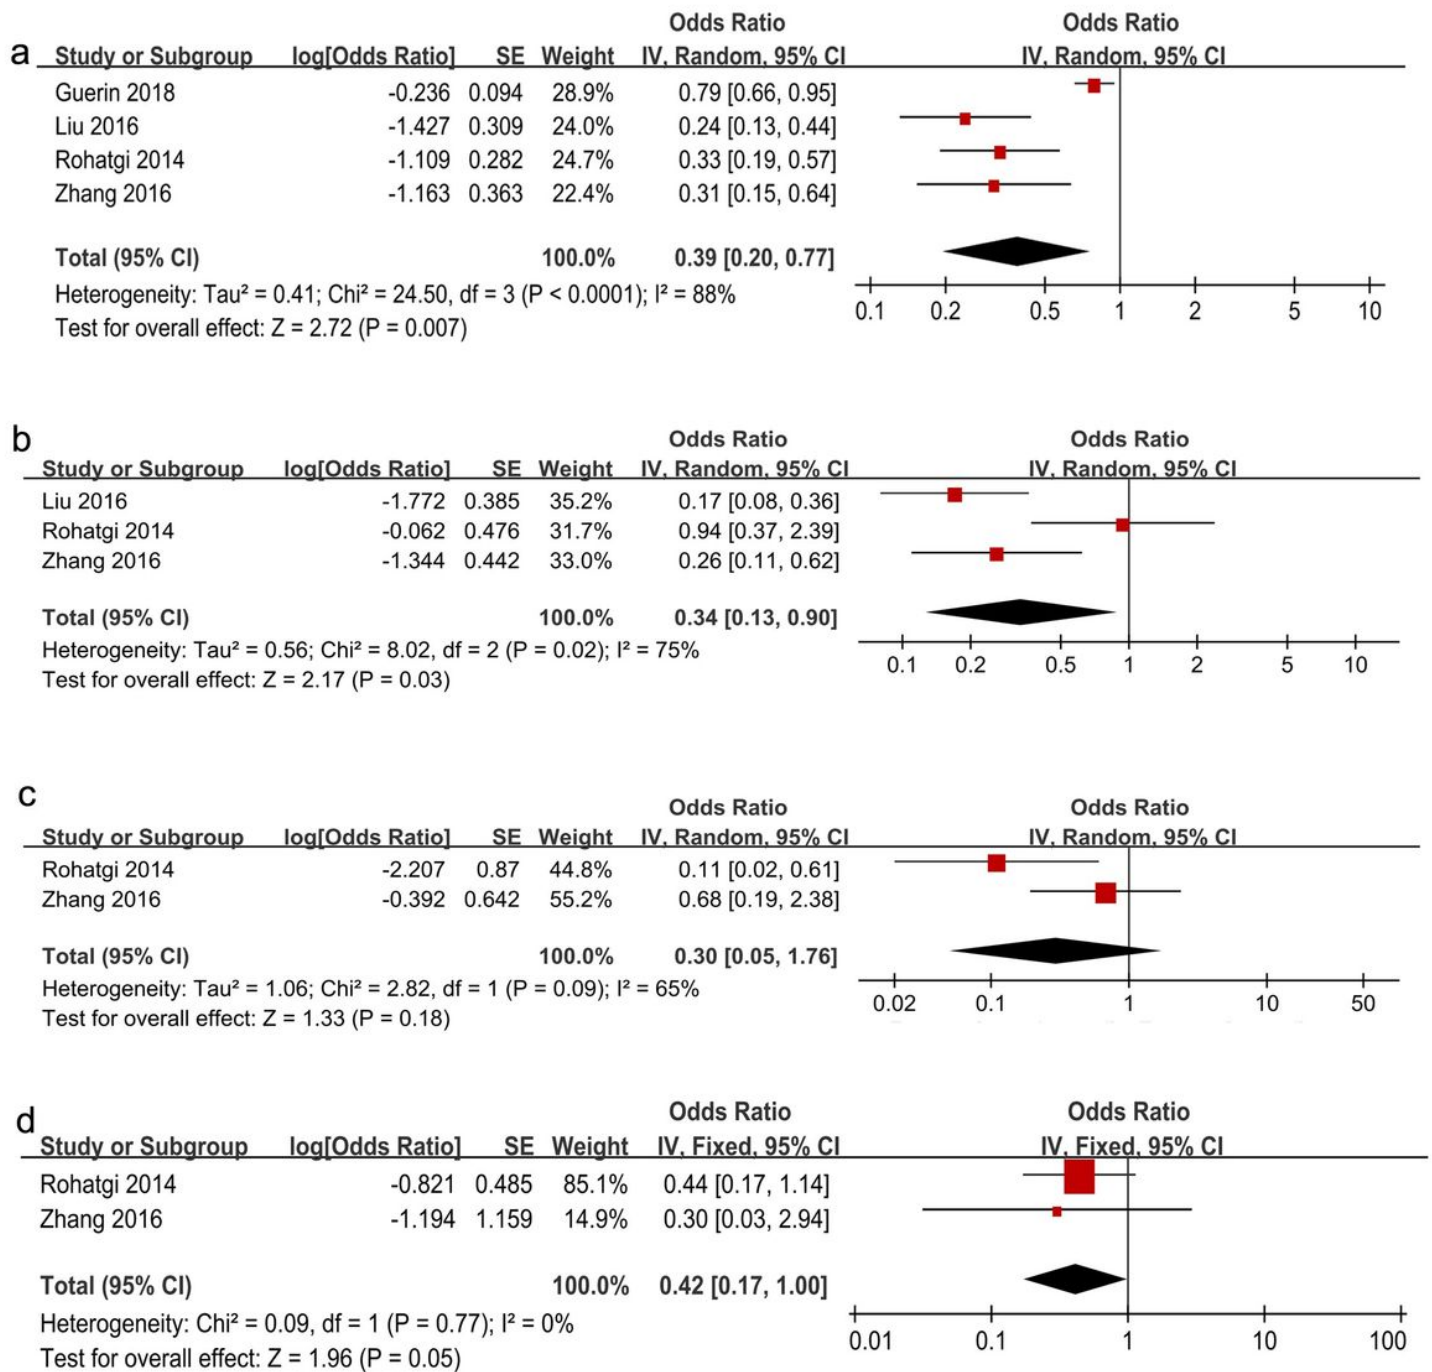 a
Odds Ratio Odds Ratio
Study or Subgroup log[Odds Ratio] SE Weight IV, Random, 95% CI IV, Random, 95% CI
Guerin 2018 -0.236 0.094 28.9% 0.79 [0.66, 0.95]
Liu 2016 -1.427 0.309 24.0% 0.24 [0.13, 0.44]
Rohatgi 2014 -1.109 0.282 24.7% 0.33 [0.19, 0.57]
Zhang 2016 -1.163 0.363 22.4% 0.31 [0.15, 0.64]
Total (95% CI) 100.0% 0.39 [0.20, 0.77]
Heterogeneity: Tau² = 0.41; Chi² = 24.50, df = 3 (P < 0.0001); I² = 88%
Test for overall effect: Z = 2.72 (P = 0.007)
0.1 0.2 0.5 1 2 5 10
b
Odds Ratio Odds Ratio
Study or Subgroup log[Odds Ratio] SE Weight IV, Random, 95% CI IV, Random, 95% CI
Liu 2016 -1.772 0.385 35.2% 0.17 [0.08, 0.36]
Rohatgi 2014 -0.062 0.476 31.7% 0.94 [0.37, 2.39]
Zhang 2016 -1.344 0.442 33.0% 0.26 [0.11, 0.62]
Total (95% CI) 100.0% 0.34 [0.13, 0.90]
Heterogeneity: Tau² = 0.56; Chi² = 8.02, df = 2 (P = 0.02); I² = 75%
Test for overall effect: Z = 2.17 (P = 0.03)
0.1 0.2 0.5 1 2 5 10
c
Odds Ratio Odds Ratio
Study or Subgroup log[Odds Ratio] SE Weight IV, Random, 95% CI IV, Random, 95% CI
Rohatgi 2014 -2.207 0.87 44.8% 0.11 [0.02, 0.61]
Zhang 2016 -0.392 0.642 55.2% 0.68 [0.19, 2.38]
Total (95% CI) 100.0% 0.30 [0.05, 1.76]
Heterogeneity: Tau² = 1.06; Chi² = 2.82, df = 1 (P = 0.09); I² = 65%
Test for overall effect: Z = 1.33 (P = 0.18)
0.02 0.1 1 10 50
d
Odds Ratio Odds Ratio
Study or Subgroup log[Odds Ratio] SE Weight IV, Fixed, 95% CI IV, Fixed, 95% CI
Rohatgi 2014 -0.821 0.485 85.1% 0.44 [0.17, 1.14]
Zhang 2016 -1.194 1.159 14.9% 0.30 [0.03, 2.94]
Total (95% CI) 100.0% 0.42 [0.17, 1.00]
Heterogeneity: Chi² = 0.09, df = 1 (P = 0.77); I² = 0%
Test for overall effect: Z = 1.96 (P = 0.05)
0.01 0.1 1 10 100